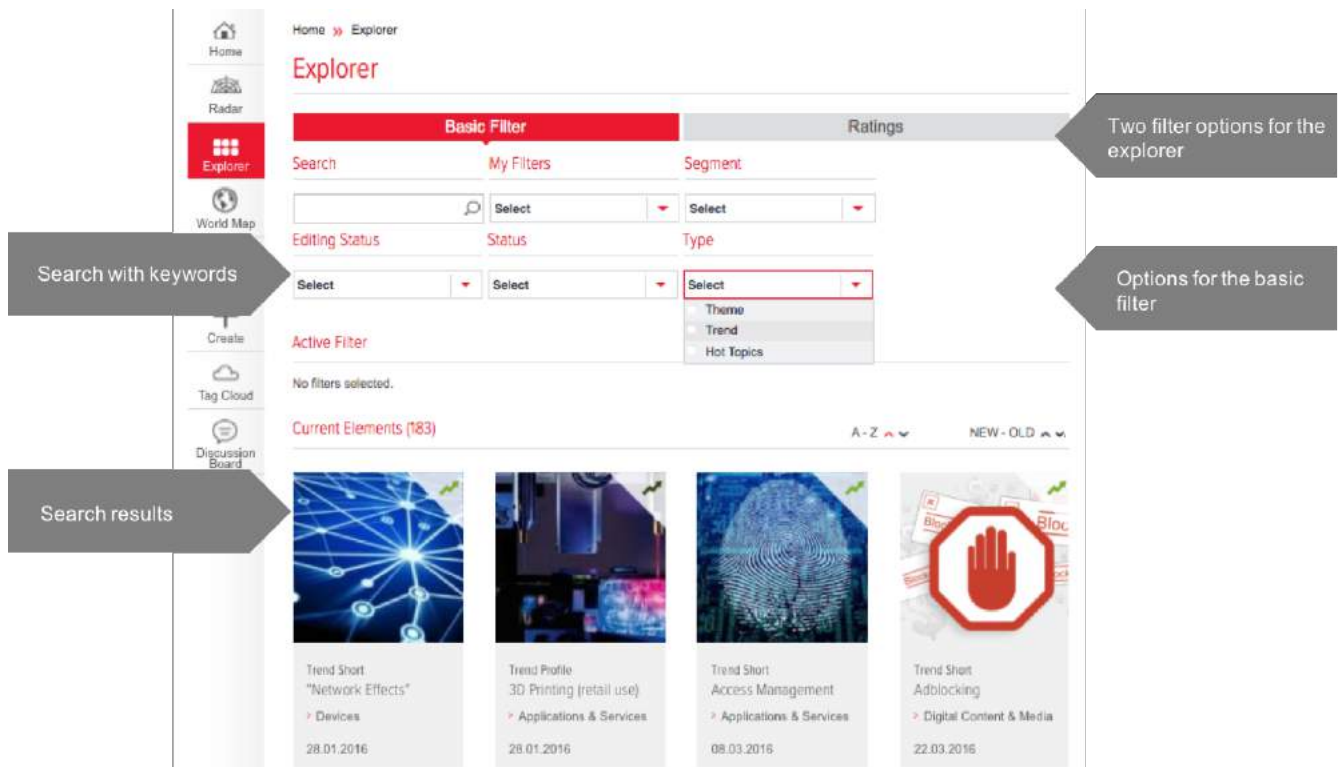 Home
Radar
Explorer
World Map
Create
Tag Cloud
Discussion
Board
Home » Explorer
Explorer
Basic Filter
Ratings
Search
My Filters
Segment
Select
Select
Editing Status
Status
Type
Select
Select
Select
Theme
Trend
Hot Topics
Active Filter
No filters selected.
Current Elements (183)
A - Z
NEW - OLD
Trend Short
"Network Effects"
> Devices
28.01.2016
Trend Profile
3D Printing (retail use)
> Applications & Services
28.01.2016
Trend Short
Access Management
> Applications & Services
08.03.2016
Bloc
Trend Short
Adblocking
> Digital Content & Media
22.03.2016
Two filter options for the
explorer
Search with keywords
Options for the basic
filter
Search results